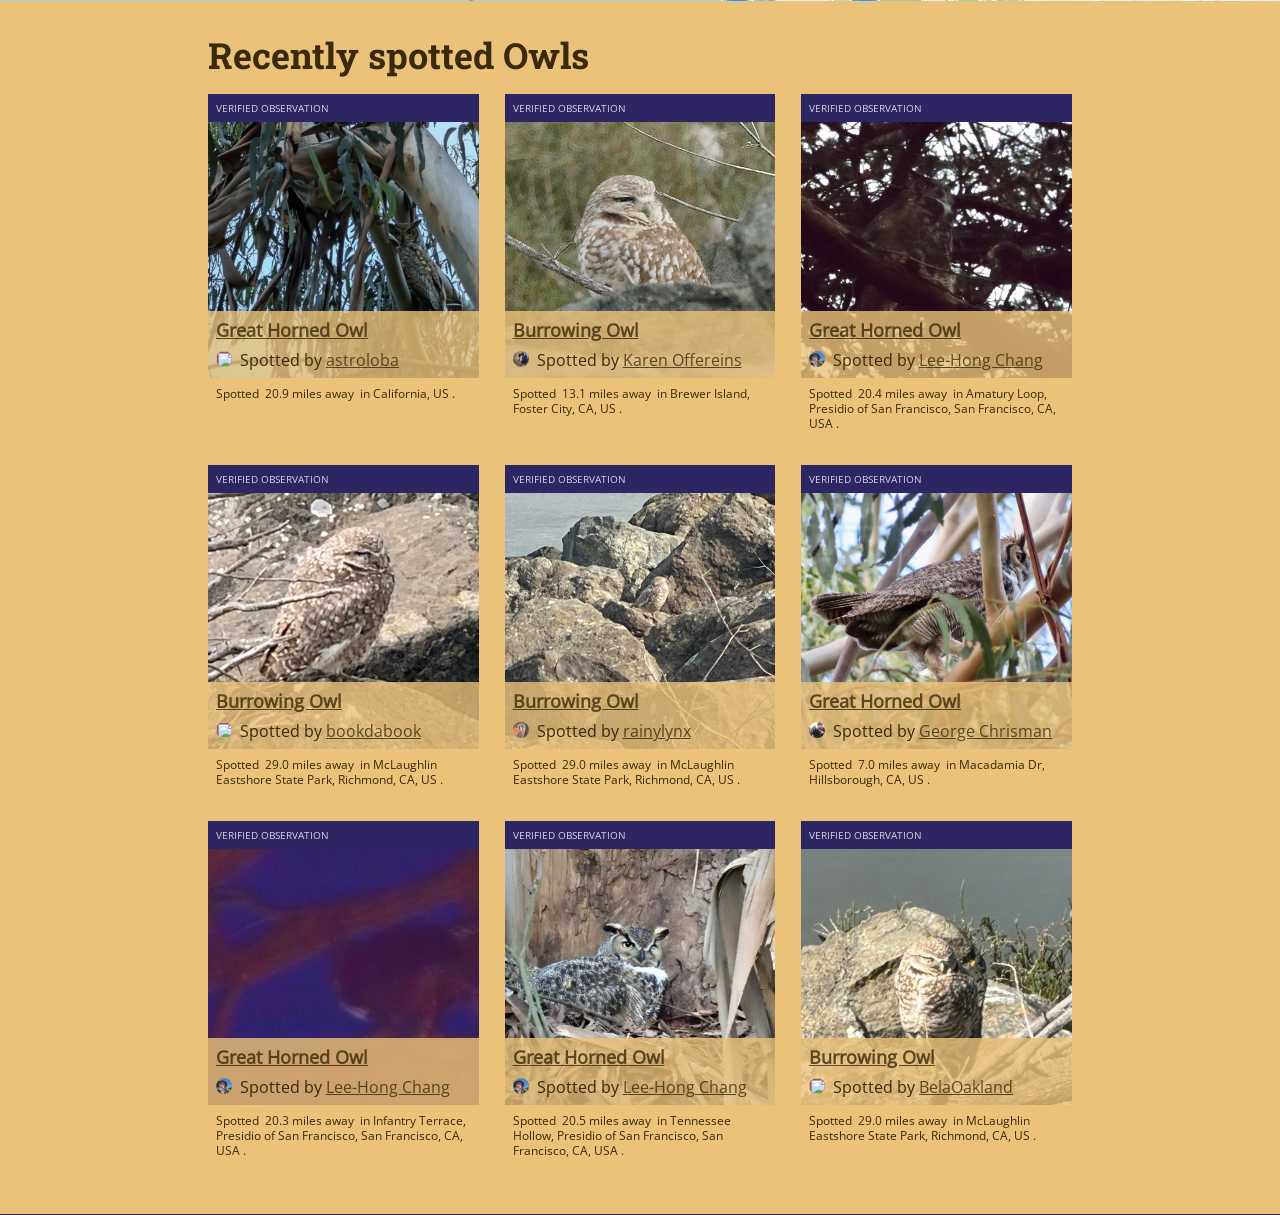 Recently spotted Owls
VERIFIED OBSERVATION
Great Horned Owl
Spotted by astroloba
Spotted 20.9 miles away in California, US .
VERIFIED OBSERVATION
Burrowing Owl
Spotted by Karen Offereins
Spotted 13.1 miles away in Brewer Island,
Foster City, CA, US .
VERIFIED OBSERVATION
Great Horned Owl
Spotted by Lee-Hong Chang
Spotted 20.4 miles away in Amatury Loop,
Presidio of San Francisco, San Francisco, CA,
USA .
VERIFIED OBSERVATION
Burrowing Owl
Spotted by bookdabook
Spotted 29.0 miles away in McLaughlin
Eastshore State Park, Richmond, CA, US .
VERIFIED OBSERVATION
Burrowing Owl
Spotted by rainylynx
Spotted 29.0 miles away in McLaughlin
Eastshore State Park, Richmond, CA, US .
VERIFIED OBSERVATION
Great Horned Owl
Spotted by George Chrisman
Spotted 7.0 miles away in Macadamia Dr,
Hillsborough, CA, US .
VERIFIED OBSERVATION
Great Horned Owl
Spotted by Lee-Hong Chang
Spotted 20.3 miles away in Infantry Terrace,
Presidio of San Francisco, San Francisco, CA,
USA .
VERIFIED OBSERVATION
Great Horned Owl
Spotted by Lee-Hong Chang
Spotted 20.5 miles away in Tennessee
Hollow, Presidio of San Francisco, San
Francisco, CA, USA .
VERIFIED OBSERVATION
Burrowing Owl
Spotted by BelaOakland
Spotted 29.0 miles away in McLaughlin
Eastshore State Park, Richmond, CA, US .